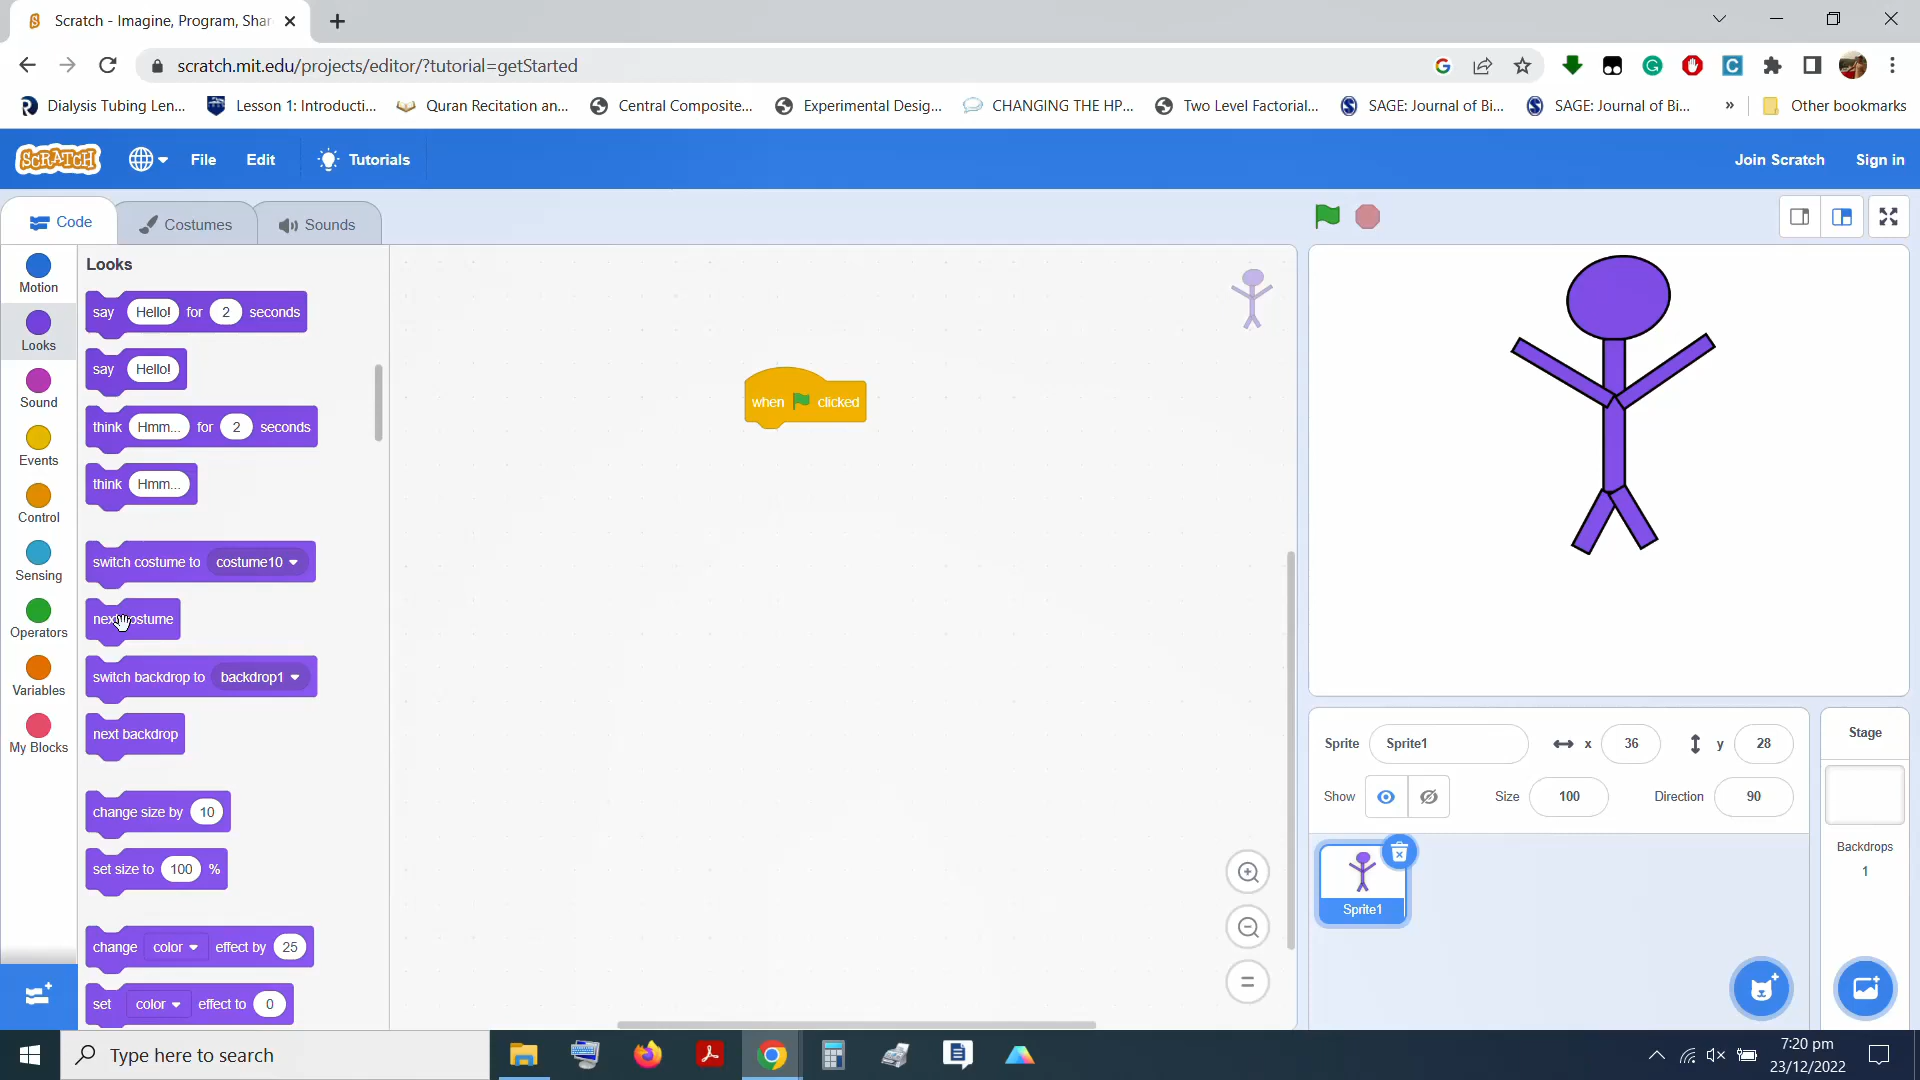 Scratch - Imagine, Program, Shar
scratch.mit.edu/projects/editor/?tutorial=getStarted
Dialysis Tubing Len...
Lesson 1: Introducti...
Quran Recitation an...
Central Composite...
Experimental Desig...
CHANGING THE HP...
Two Level Factorial...
SAGE: Journal of Bi...
SAGE: Journal of Bi...
» Other bookmarks
SCRATCH
File
Edit
Tutorials
Join Scratch
Sign in
Code
Costumes
Sounds
Motion
Looks
Sound
Events
Control
Sensing
Operators
Variables
My Blocks
Looks
say Hello! for 2 seconds
say Hello!
think Hmm... for 2 seconds
think Hmm...
switch costume to costume10
next costume
switch backdrop to backdrop1
next backdrop
change size by 10
set size to 100 %
change color effect by 25
set color effect to 0
when clicked
Sprite Sprite1 x 36 y 28
Show Size 100 Direction 90
Sprite1
Stage
Backdrops
1
Type here to search
7:20 pm
23/12/2022